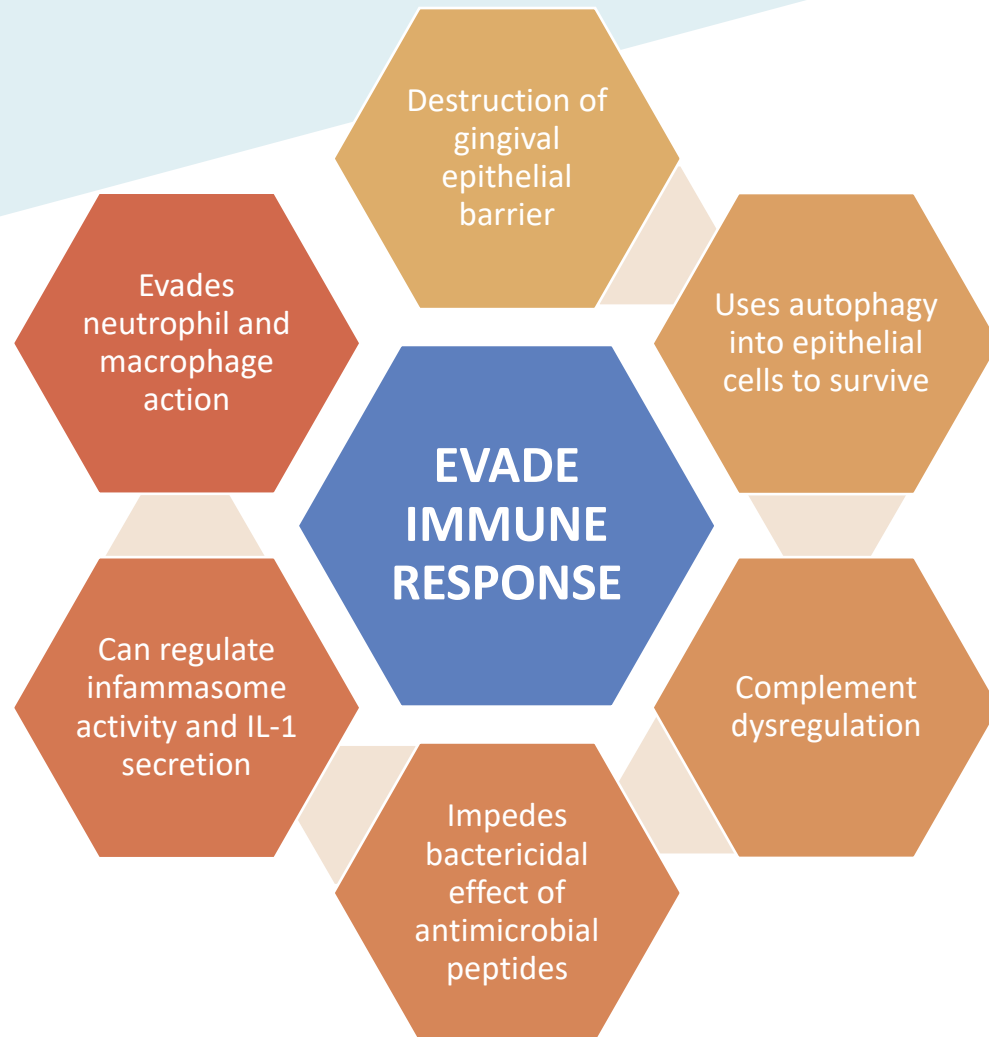 Destruction of
gingival
epithelial
barrier
Uses autophagy
into epithelial
cells to survive
Complement
dysregulation
Impedes
bactericidal
effect of
antimicrobial
peptides
Can regulate
infammasome
activity and IL-1
secretion
Evades
neutrophil and
macrophage
action
EVADE
IMMUNE
RESPONSE